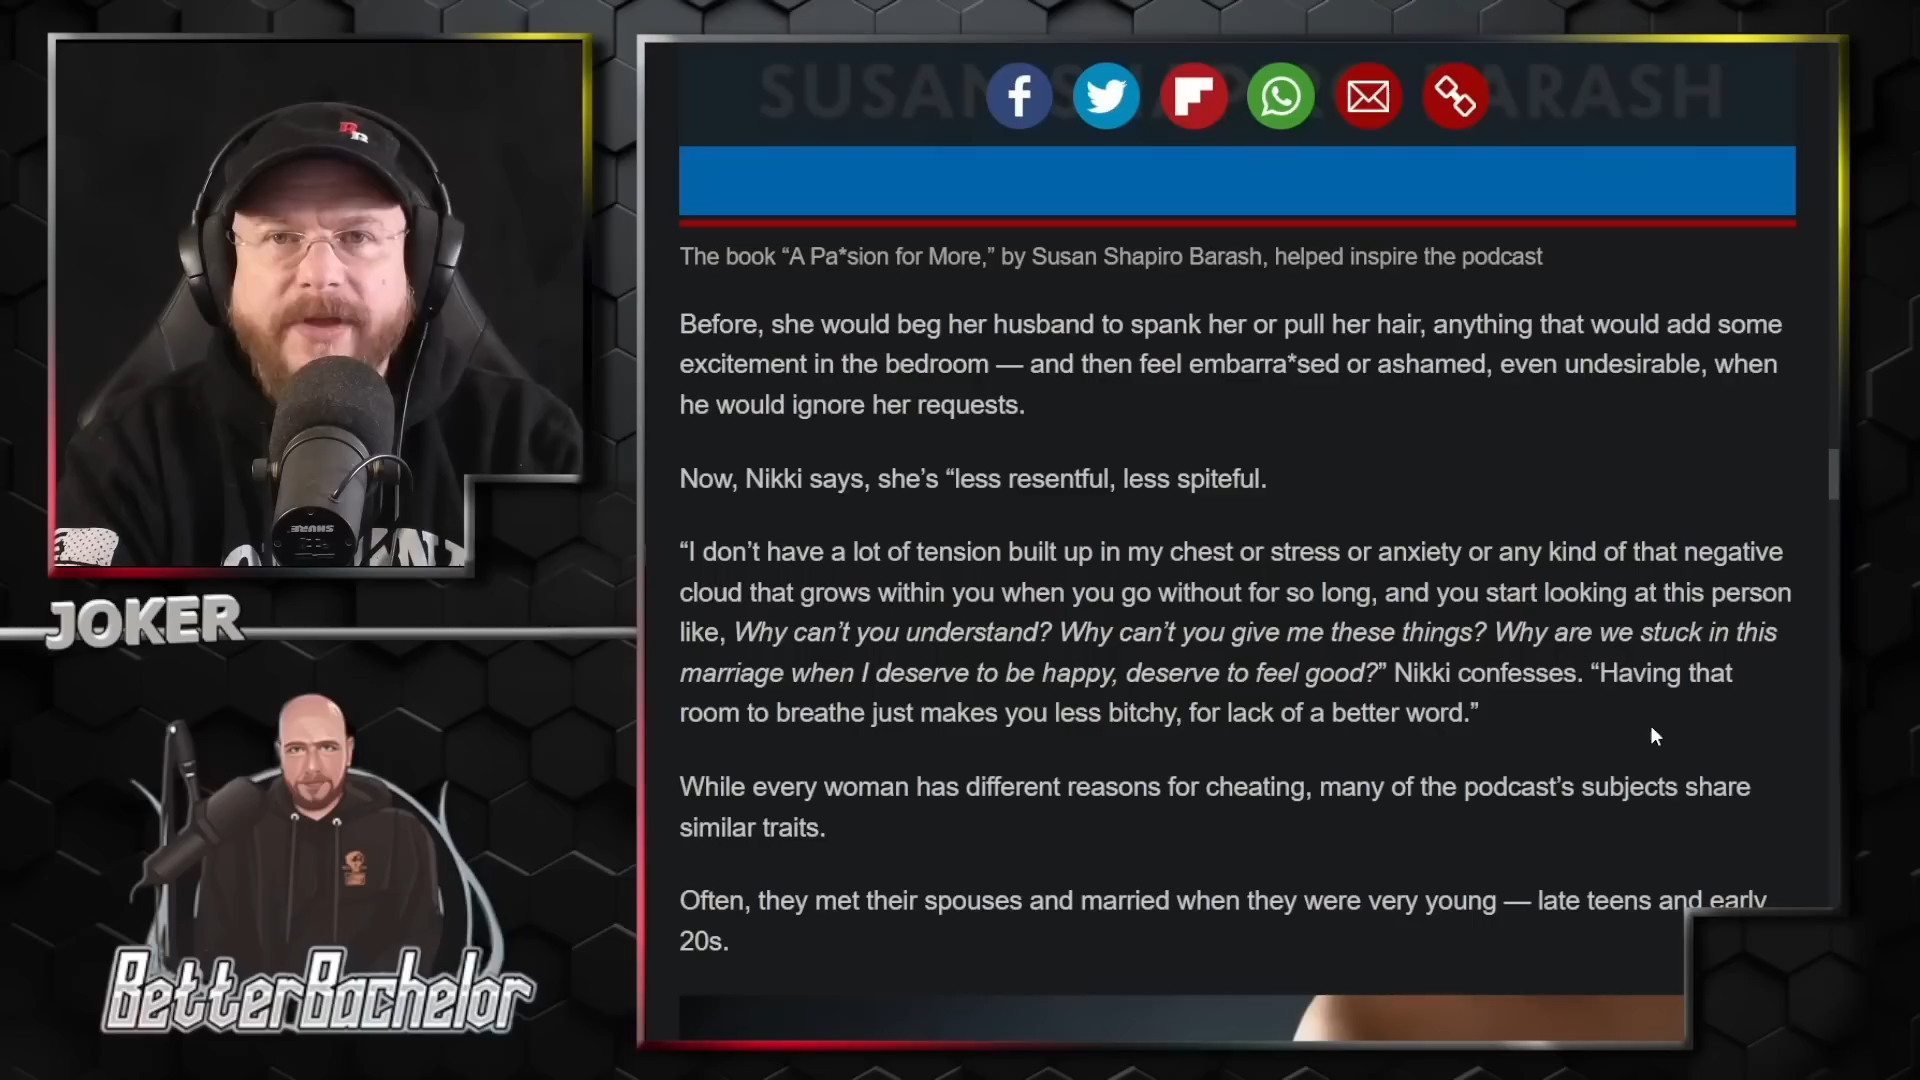 SUSAN SHAPIRO BARASH
The book “A Pa*sion for More,” by Susan Shapiro Barash, helped inspire the podcast
Before, she would beg her husband to spank her or pull her hair, anything that would add some
excitement in the bedroom — and then feel embarra*sed or ashamed, even undesirable, when
he would ignore her requests.
Now, Nikki says, she’s “less resentful, less spiteful.
“I don’t have a lot of tension built up in my chest or stress or anxiety or any kind of that negative
cloud that grows within you when you go without for so long, and you start looking at this person
like, Why can’t you understand? Why can’t you give me these things? Why are we stuck in this
marriage when I deserve to be happy, deserve to feel good?” Nikki confesses. “Having that
room to breathe just makes you less bitchy, for lack of a better word.”
While every woman has different reasons for cheating, many of the podcast’s subjects share
similar traits.
Often, they met their spouses and married when they were very young — late teens and early
20s.
SHURE
JOKER
BetterBachelor